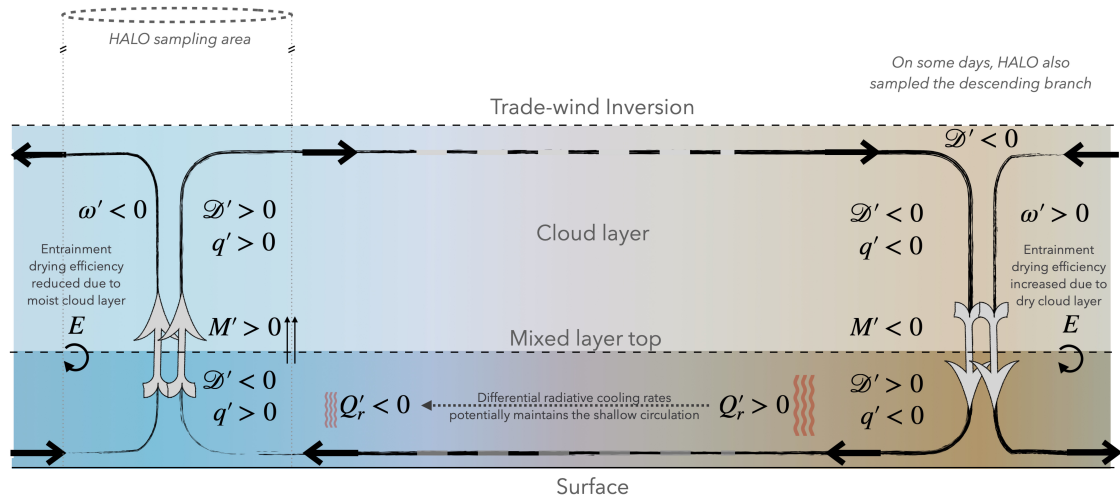 HALO sampling area
On some days, HALO also
sampled the descending branch
Trade-wind Inversion
𝒟′ < 0
ω′ < 0
𝒟′ > 0
q′ > 0
Cloud layer
𝒟′ < 0
q′ < 0
ω′ > 0
Entrainment
drying efficiency
reduced due to
moist cloud layer
Entrainment
drying efficiency
increased due to
dry cloud layer
E
M′ > 0
Mixed layer top
M′ < 0
E
𝒟′ < 0
q′ > 0
Q′r < 0
Differential radiative cooling rates
potentially maintains the shallow circulation
Q′r > 0
𝒟′ > 0
q′ < 0
Surface